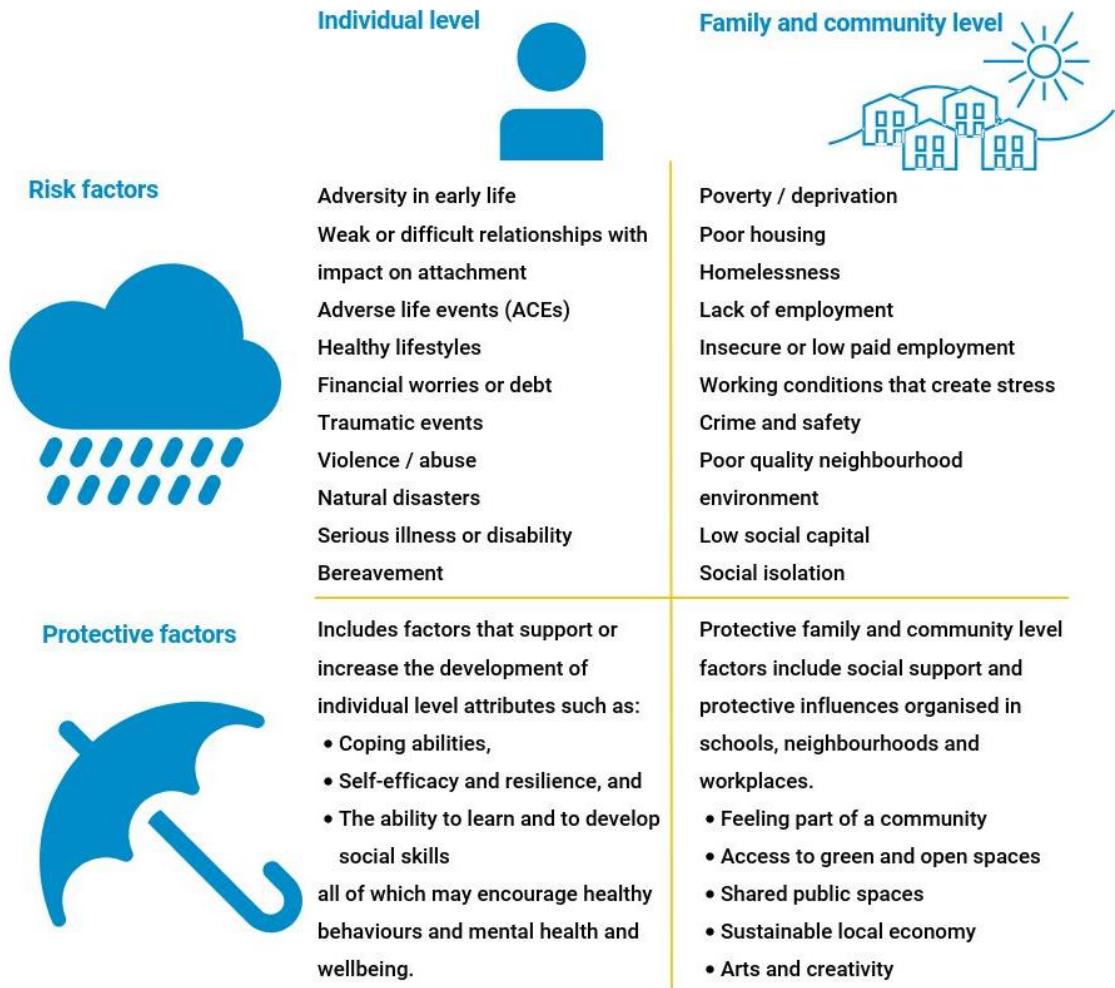 Individual level
Family and community level
Risk factors
Adversity in early life
Weak or difficult relationships with
impact on attachment
Adverse life events (ACEs)
Healthy lifestyles
Financial worries or debt
Traumatic events
Violence / abuse
Natural disasters
Serious illness or disability
Bereavement
Poverty / deprivation
Poor housing
Homelessness
Lack of employment
Insecure or low paid employment
Working conditions that create stress
Crime and safety
Poor quality neighbourhood
environment
Low social capital
Social isolation
Protective factors
Includes factors that support or
increase the development of
individual level attributes such as:
• Coping abilities,
• Self-efficacy and resilience, and
• The ability to learn and to develop
social skills
all of which may encourage healthy
behaviours and mental health and
wellbeing.
Protective family and community level
factors include social support and
protective influences organised in
schools, neighbourhoods and
workplaces.
• Feeling part of a community
• Access to green and open spaces
• Shared public spaces
• Sustainable local economy
• Arts and creativity